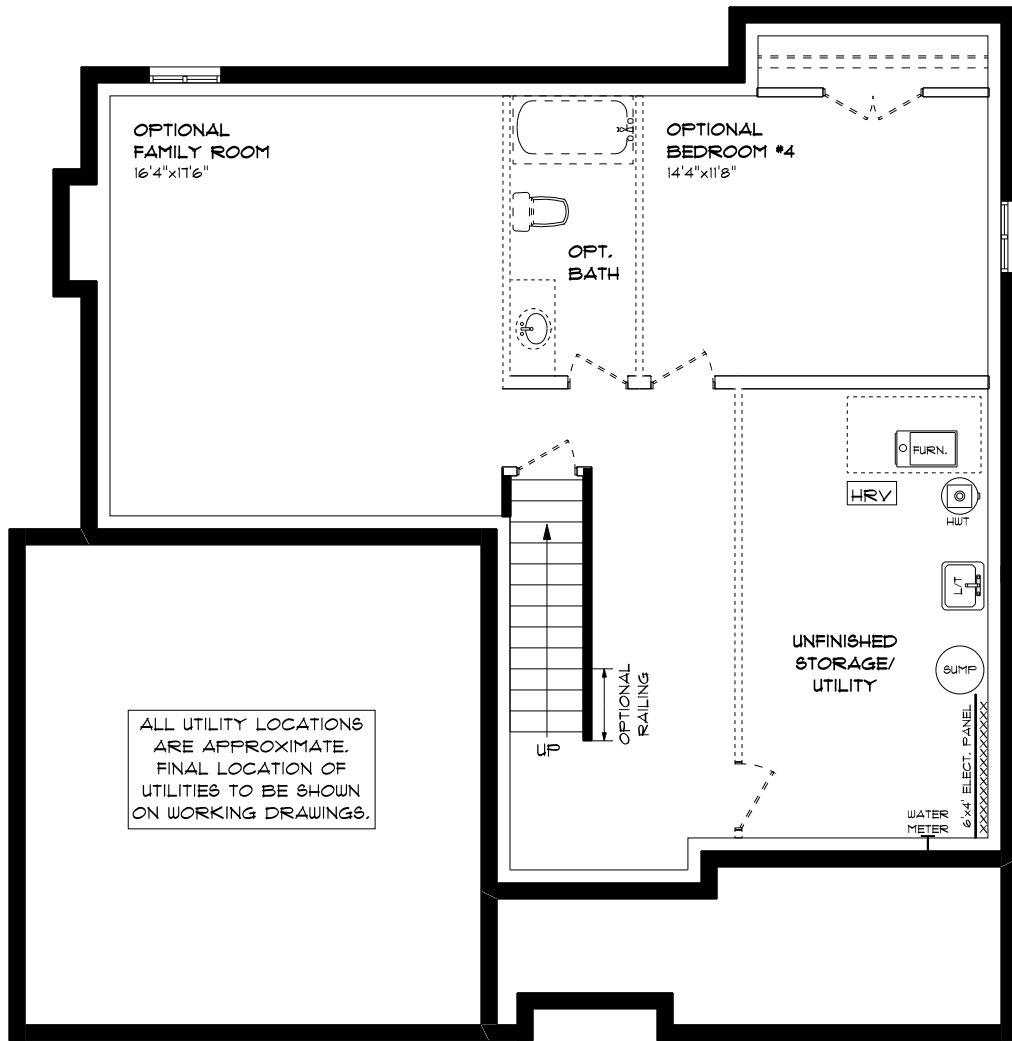 OPTIONAL
FAMILY ROOM
16'4"x17'6"
OPTIONAL
BEDROOM #4
14'4"x11'8"
OPT.
BATH
FURN.
HRV
HWT
L/T
UNFINISHED
STORAGE/
UTILITY
SUMP
OPTIONAL
RAILING
UP
6'x4' ELECT. PANEL
WATER
METER
ALL UTILITY LOCATIONS
ARE APPROXIMATE.
FINAL LOCATION OF
UTILITIES TO BE SHOWN
ON WORKING DRAWINGS.